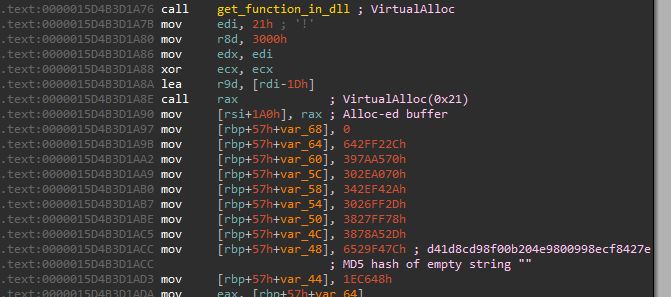 .text:0000015D4B3D1A76 call get_function_in_dll ; VirtualAlloc
.text:0000015D4B3D1A7B mov edi, 21h ; '!'
.text:0000015D4B3D1A80 mov r8d, 3000h
.text:0000015D4B3D1A86 mov edx, edi
.text:0000015D4B3D1A88 xor ecx, ecx
.text:0000015D4B3D1A8A lea r9d, [rdi-1Dh]
.text:0000015D4B3D1A8E call rax ; VirtualAlloc(0x21)
.text:0000015D4B3D1A90 mov [rsi+1A0h], rax ; Alloc-ed buffer
.text:0000015D4B3D1A97 mov [rbp+57h+var_68], 0
.text:0000015D4B3D1A9B mov [rbp+57h+var_64], 642FF22Ch
.text:0000015D4B3D1AA2 mov [rbp+57h+var_60], 397AA570h
.text:0000015D4B3D1AA9 mov [rbp+57h+var_5C], 302EA070h
.text:0000015D4B3D1AB0 mov [rbp+57h+var_58], 342EF42Ah
.text:0000015D4B3D1AB7 mov [rbp+57h+var_54], 3026FF2Dh
.text:0000015D4B3D1ABE mov [rbp+57h+var_50], 3827FF78h
.text:0000015D4B3D1AC5 mov [rbp+57h+var_4C], 3878A52Dh
.text:0000015D4B3D1ACC mov [rbp+57h+var_48], 6529F47Ch ; d41d8cd98f00b204e9800998ecf8427e
.text:0000015D4B3D1ACC ; MD5 hash of empty string ""
.text:0000015D4B3D1AD3 mov [rbp+57h+var_44], 1EC648h
.text:0000015D4B3D1ADA mov eax, [rbp+57h+var_64]